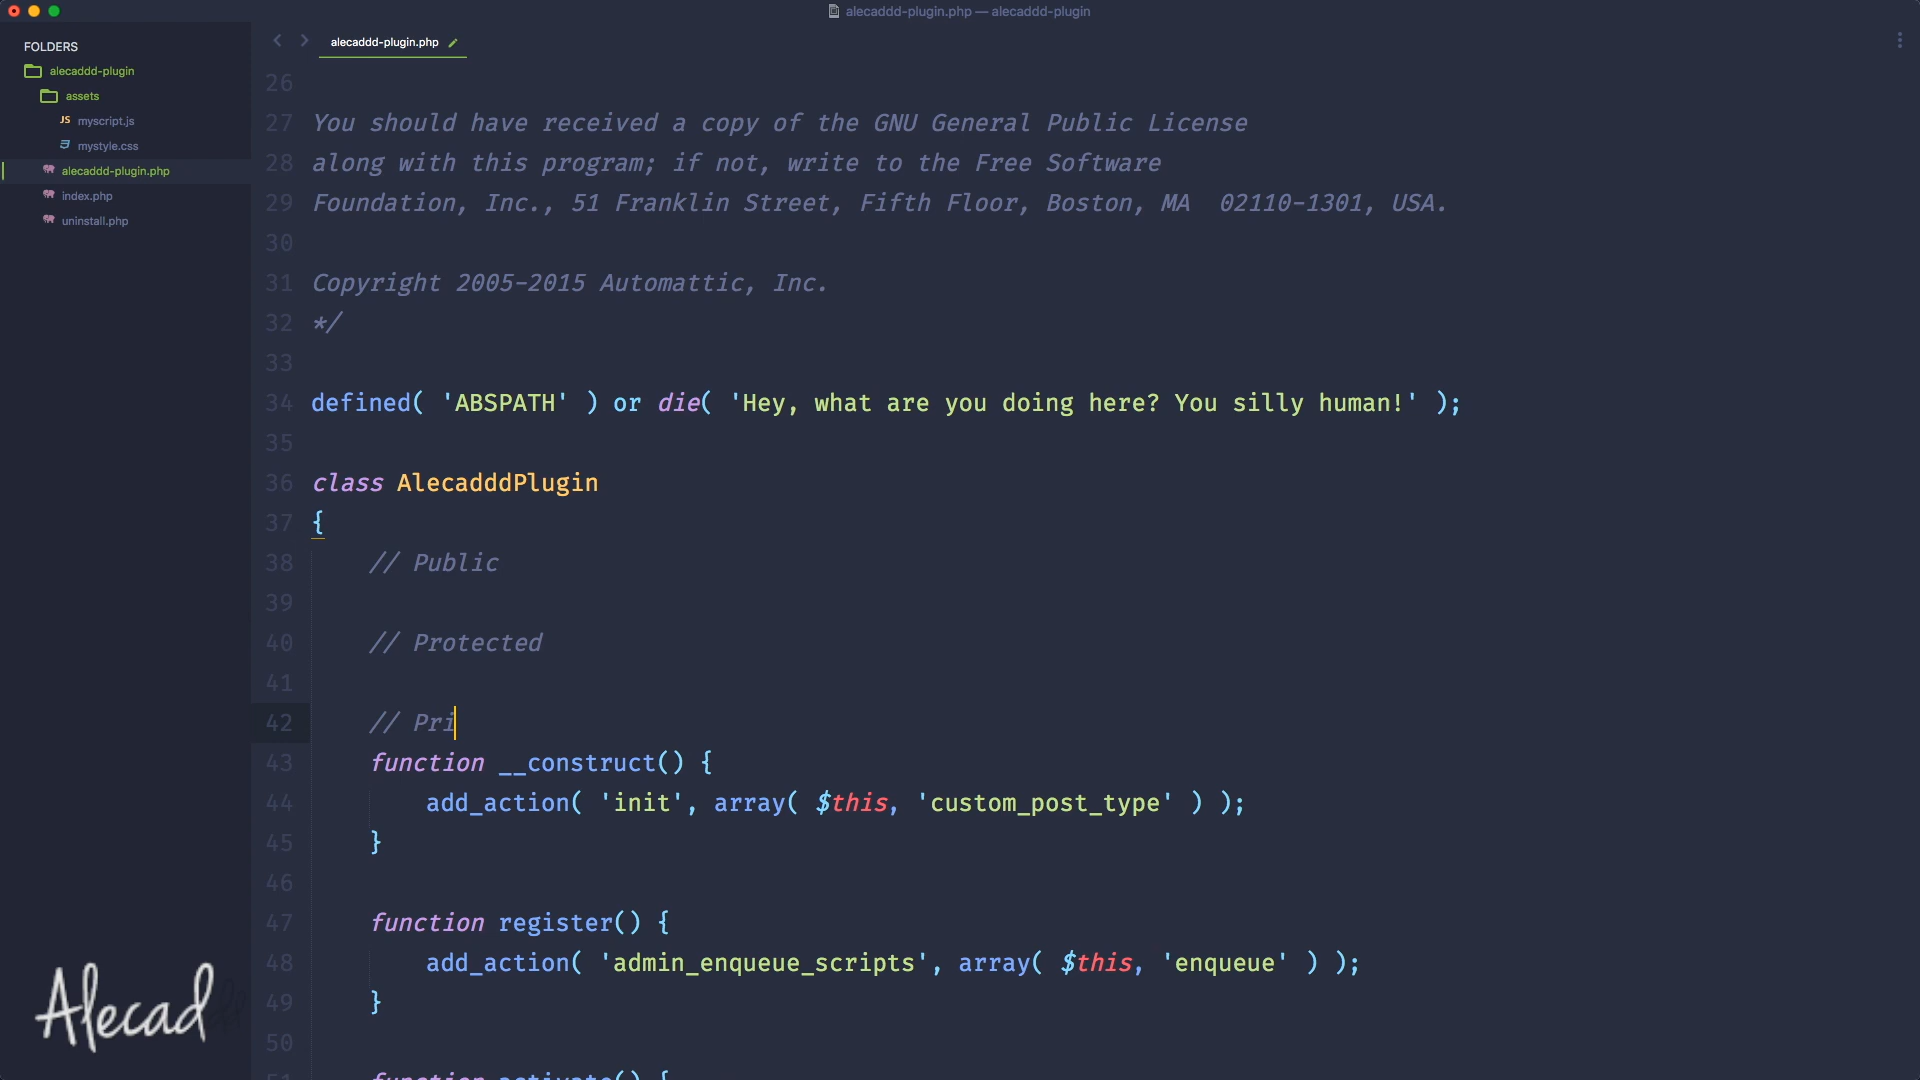 alecaddd-plugin.php — alecaddd-plugin
FOLDERS
alecaddd-plugin
assets
JS myscript.js
mystyle.css
alecaddd-plugin.php
index.php
uninstall.php
alecaddd-plugin.php
26
27 You should have received a copy of the GNU General Public License
28 along with this program; if not, write to the Free Software
29 Foundation, Inc., 51 Franklin Street, Fifth Floor, Boston, MA  02110-1301, USA.
30
31 Copyright 2005-2015 Automattic, Inc.
32 */
33
34 defined( 'ABSPATH' ) or die( 'Hey, what are you doing here? You silly human!' );
35
36 class AlecadddPlugin
37 {
38     // Public
39
40     // Protected
41
42     // Pri
43     function __construct() {
44         add_action( 'init', array( $this, 'custom_post_type' ) );
45     }
46
47     function register() {
48         add_action( 'admin_enqueue_scripts', array( $this, 'enqueue' ) );
49     }
50
51     function activate() {
Alecad